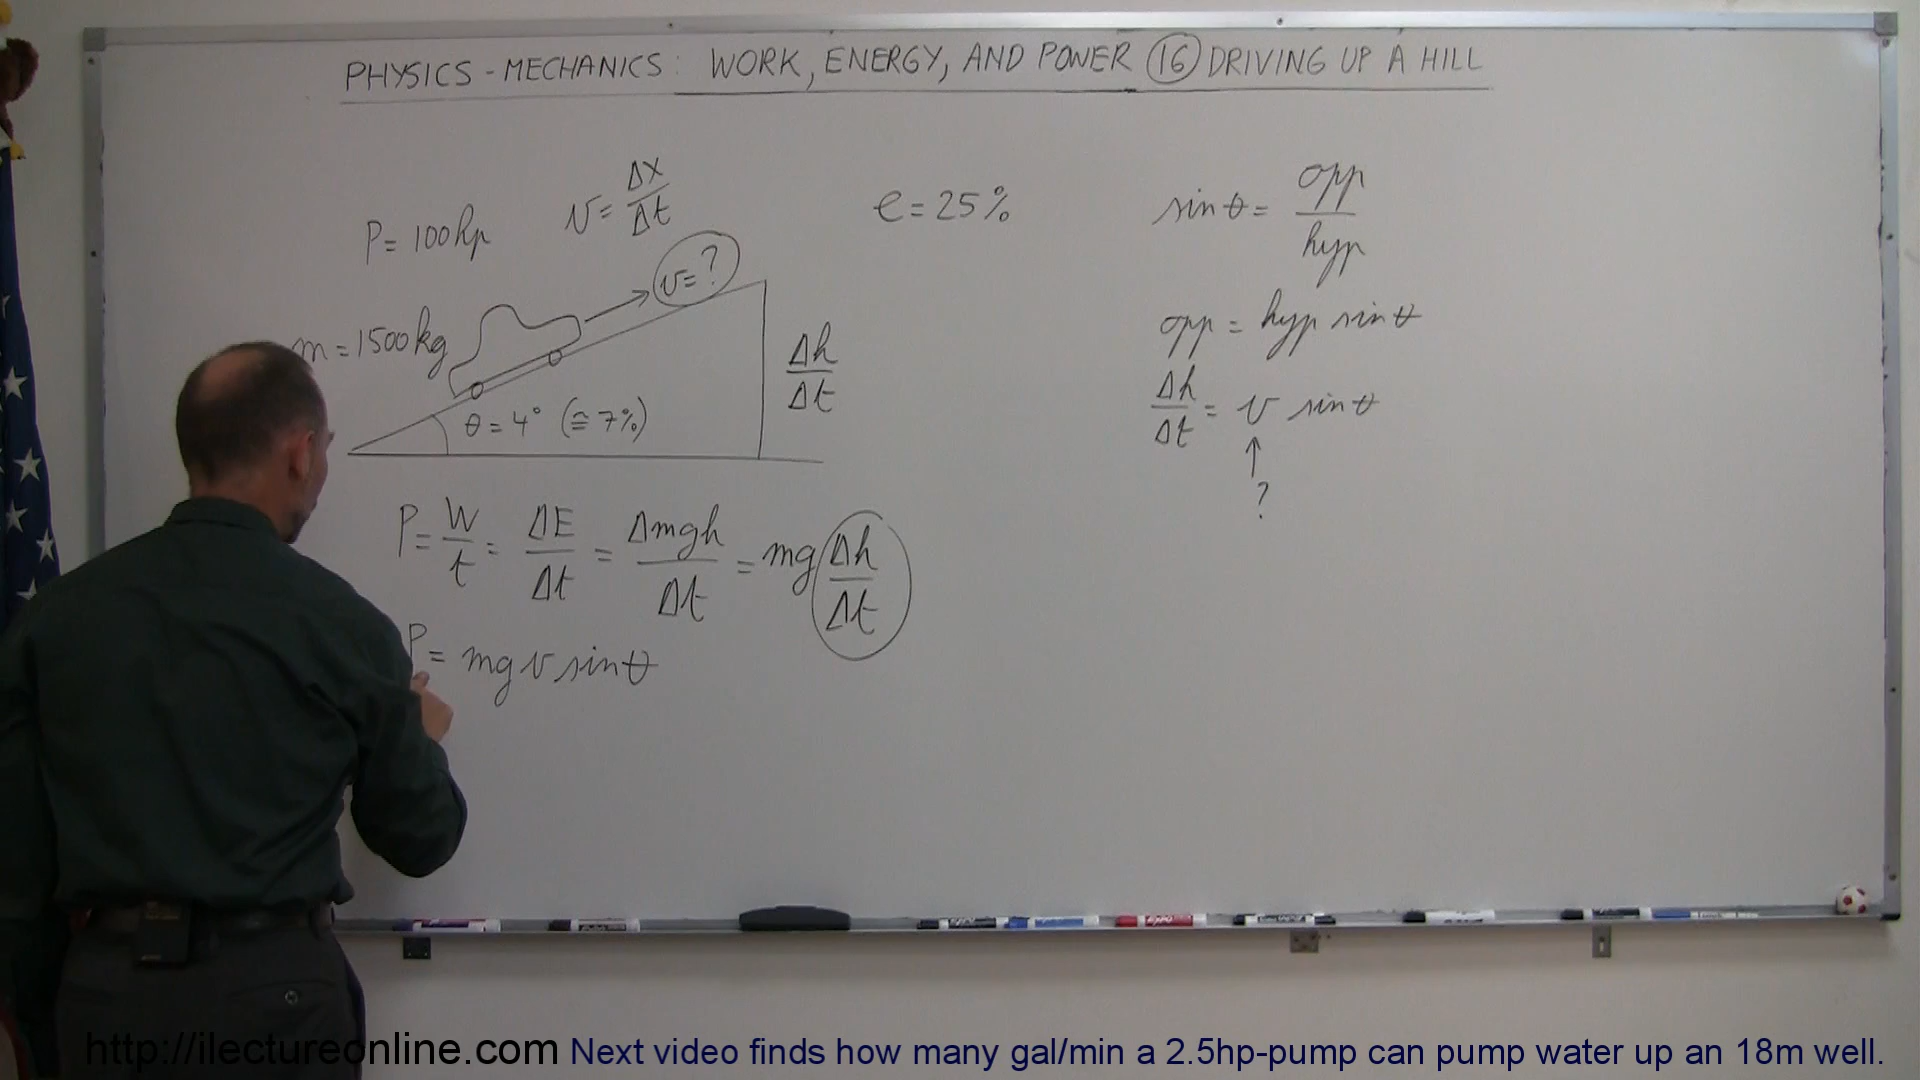 PHYSICS - MECHANICS: WORK, ENERGY, AND POWER (16) DRIVING UP A HILL
P = 100 hp
v = Δx/Δt
e = 25%
sin θ = opp/hyp
v = ?
m = 1500 kg
Δh/Δt
opp = hyp sin θ
θ = 4° (≅ 7%)
Δh/Δt = v sin θ
↑
?
P = W/t = ΔE/Δt = Δmgh/Δt = mg Δh/Δt
P = mg v sin θ
http://ilectureonline.com Next video finds how many gal/min a 2.5hp-pump can pump water up an 18m well.